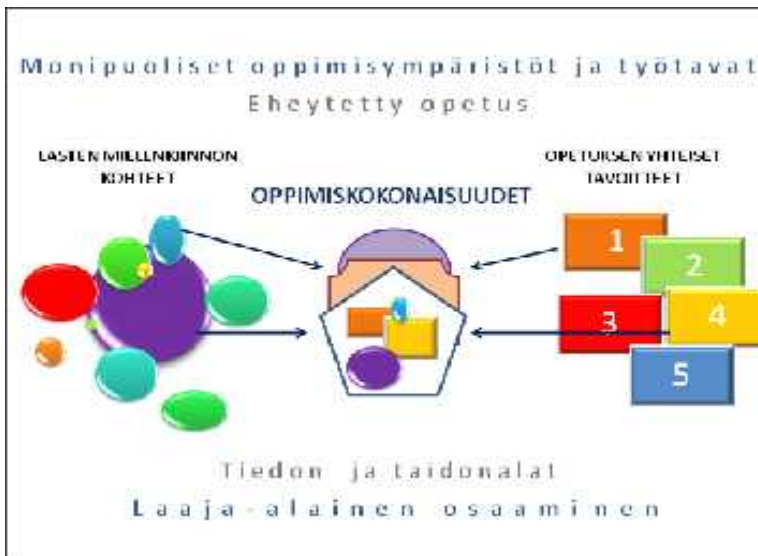 Monipuoliset oppimisympäristöt ja työtavat
Eheytetty opetus
LASTEN MIELENKIINNON
KOHTEET
OPPIMISKOKONAISUUDET
OPETUKSEN YHTEISET
TAVOITTEET
1
2
3
4
5
Tiedon ja taidonalat
Laaja-alainen osaaminen